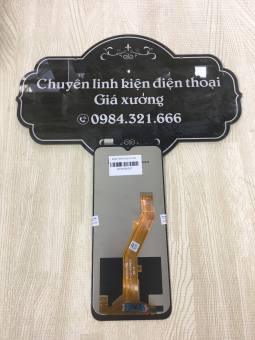 Chuyên linh kiện điện thoại
Giá xưởng
0984.321.666